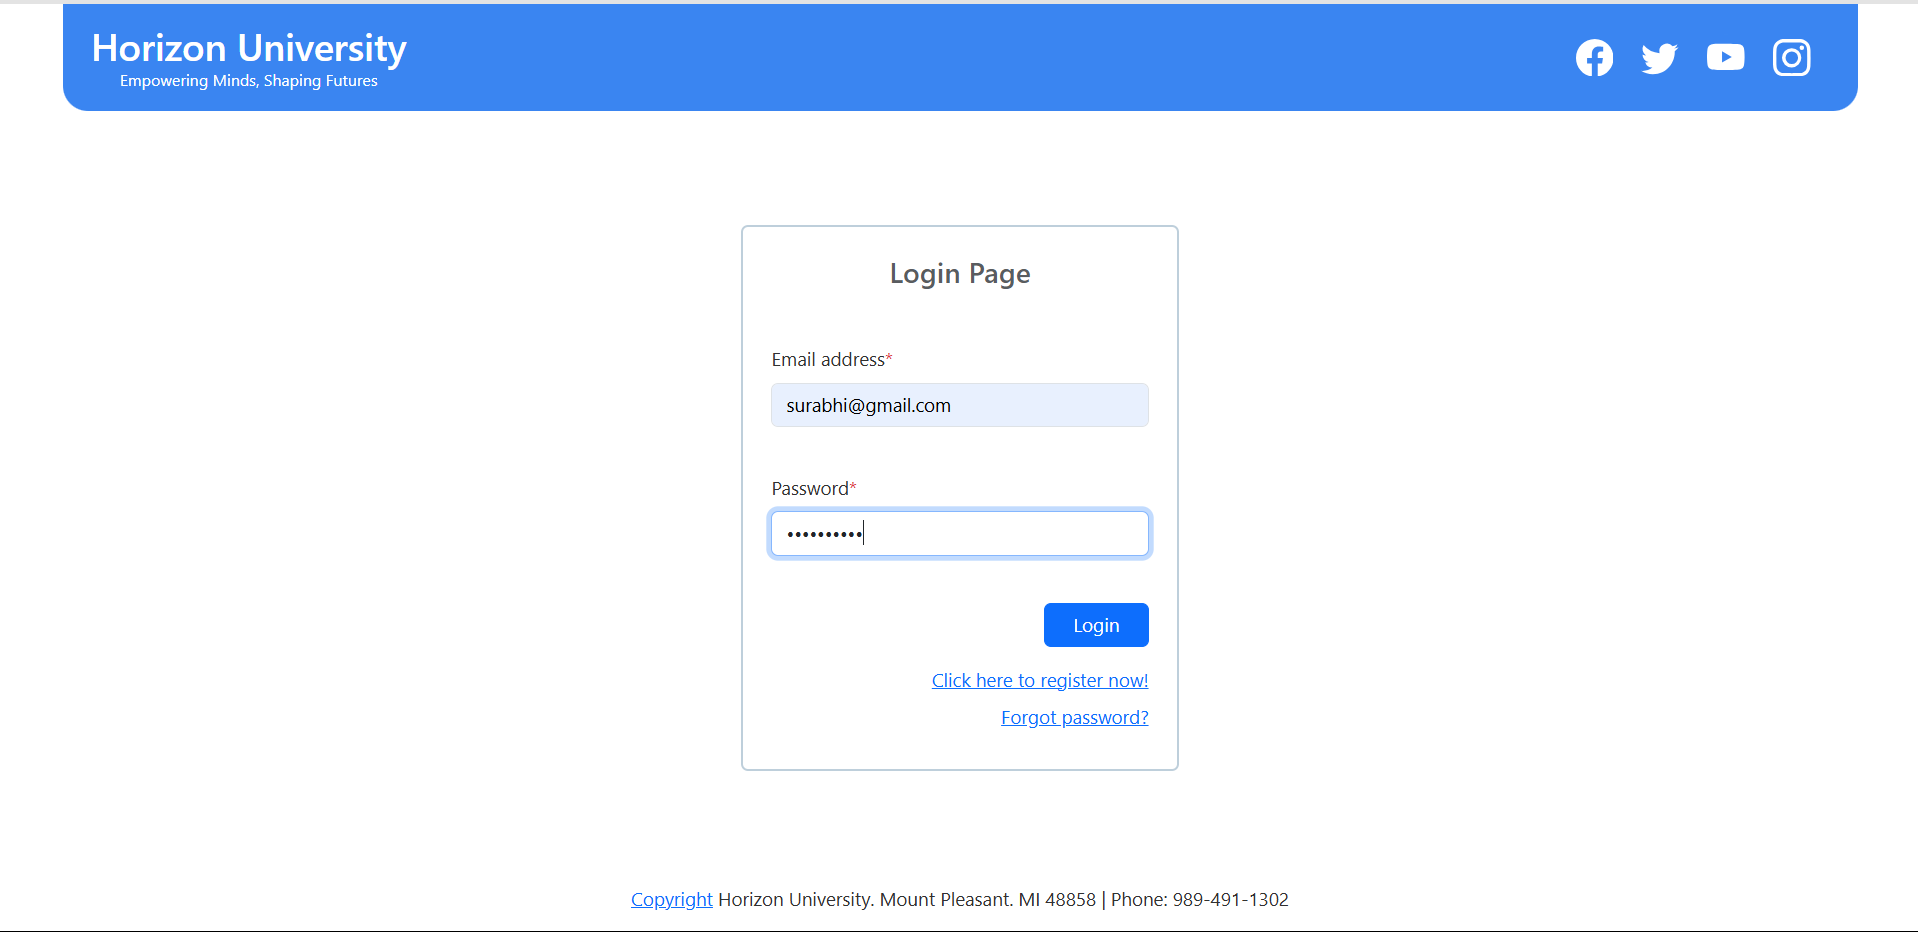 Horizon University
Empowering Minds, Shaping Futures
Login Page
Email address*
surabhi@gmail.com
Password*
••••••••••
Login
Click here to register now!
Forgot password?
Copyright Horizon University. Mount Pleasant. MI 48858 | Phone: 989-491-1302